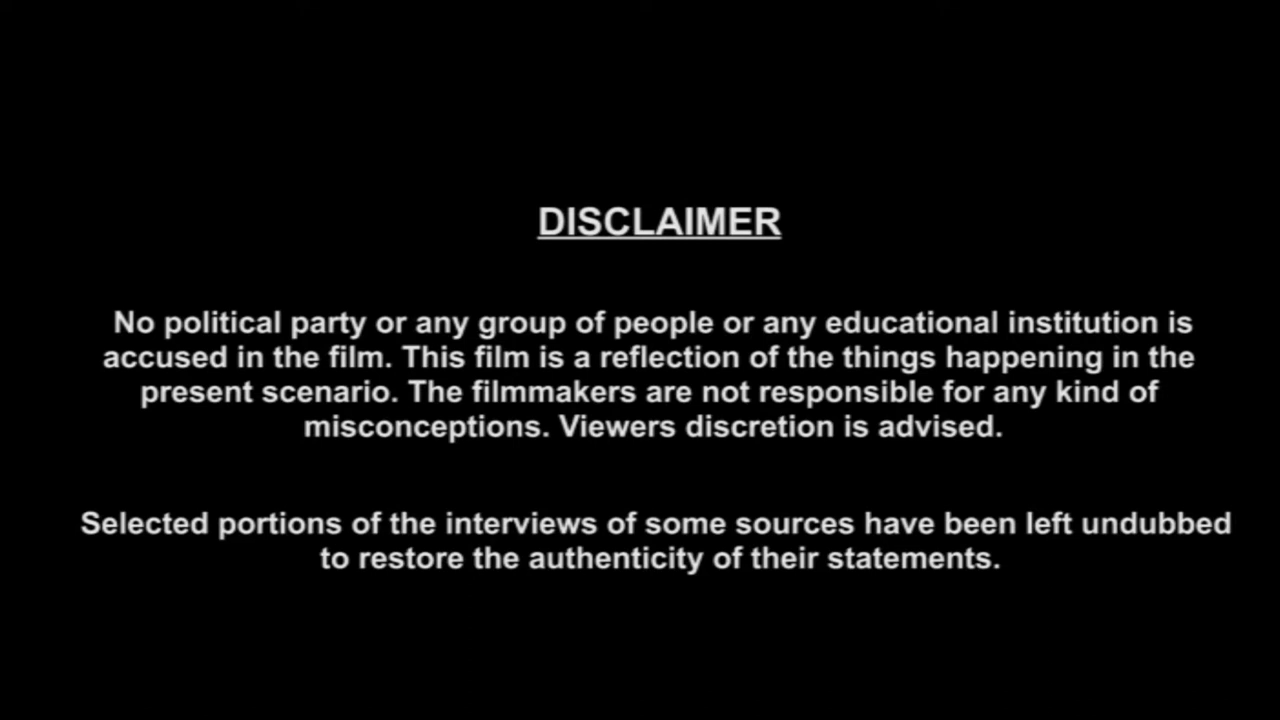 DISCLAIMER
No political party or any group of people or any educational institution is
accused in the film. This film is a reflection of the things happening in the
present scenario. The filmmakers are not responsible for any kind of
misconceptions. Viewers discretion is advised.
Selected portions of the interviews of some sources have been left undubbed
to restore the authenticity of their statements.